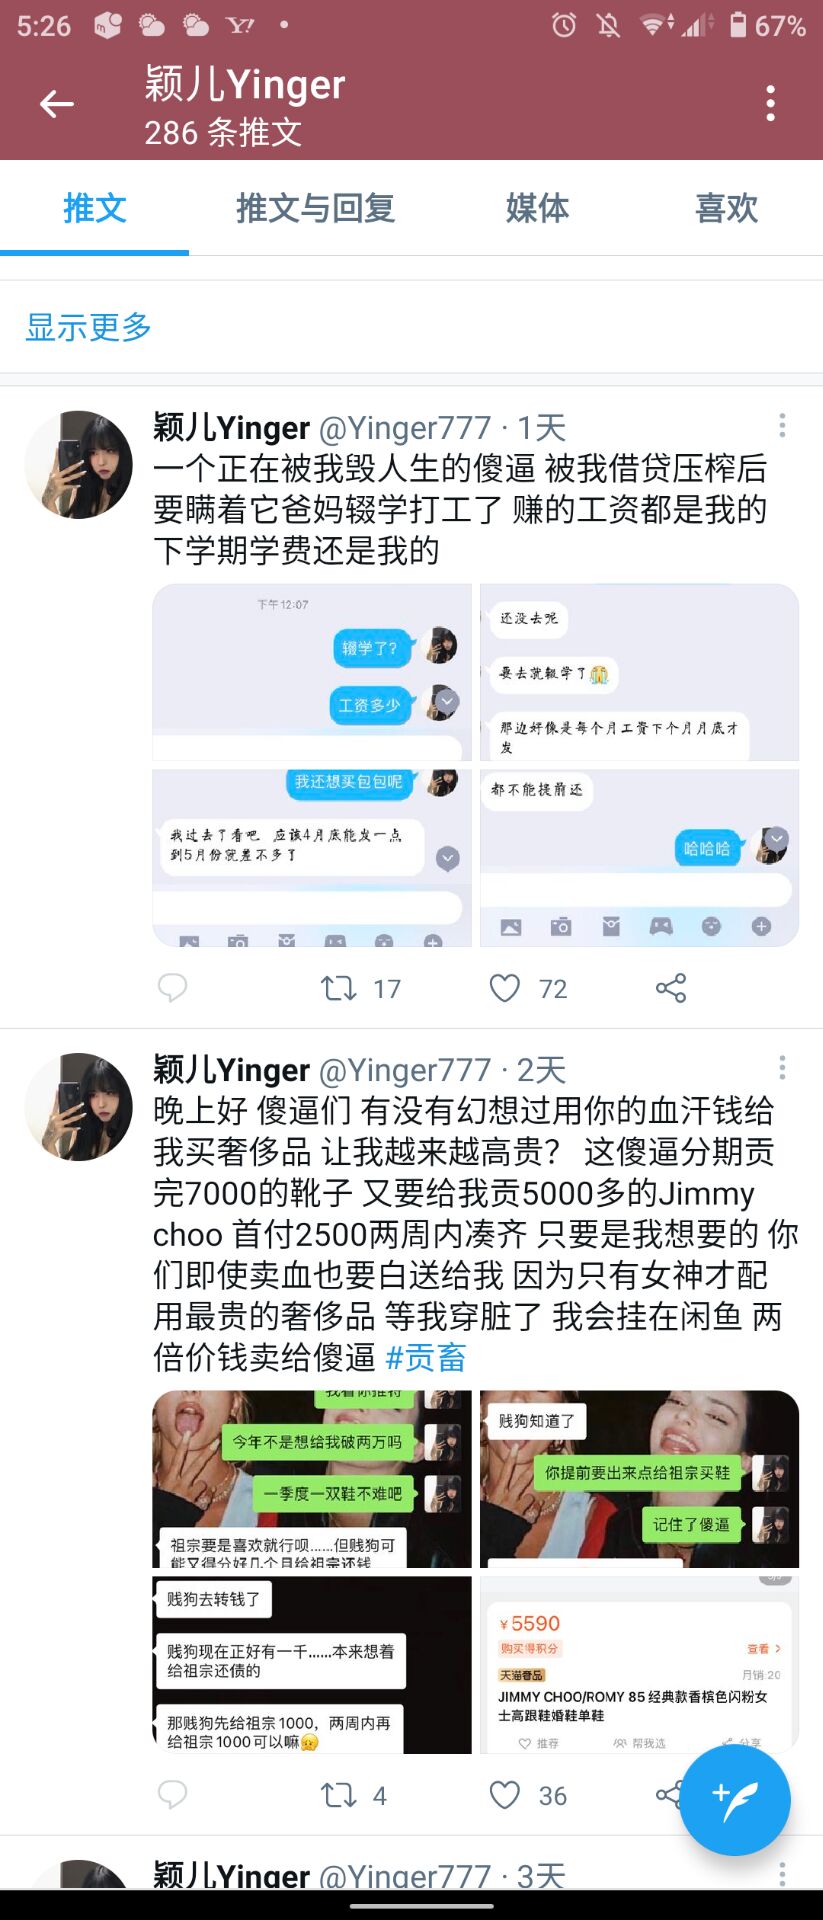 5:26
67%
颖儿Yinger
286 条推文
推文 推文与回复 媒体 喜欢
显示更多
颖儿Yinger @Yinger777 · 1天
一个正在被我毁人生的傻逼 被我借贷压榨后
要瞒着它爸妈辍学打工了 赚的工资都是我的
下学期学费还是我的
下午12:07
辍学了?
工资多少
还没去呢
要去就辍学了😭
那边好像是每个月工资下个月月底才
发
我还想买包包呢
我过去了看吧 应该4月底能发一点
到5月份就差不多了
都不能提前还
哈哈哈
17 72
颖儿Yinger @Yinger777 · 2天
晚上好 傻逼们 有没有幻想过用你的血汗钱给
我买奢侈品 让我越来越高贵? 这傻逼分期贡
完7000的靴子 又要给我贡5000多的Jimmy
choo 首付2500两周内凑齐 只要是我想要的 你
们即使卖血也要白送给我 因为只有女神才配
用最贵的奢侈品 等我穿脏了 我会挂在闲鱼 两
倍价钱卖给傻逼 #贡畜
我看你推特
今年不是想给我破两万吗
一季度一双鞋不难吧
祖宗要是喜欢就行呗......但贱狗可
能又得分好几个月给祖宗还钱
贱狗知道了
你提前要出来点给祖宗买鞋
记住了傻逼
贱狗去转钱了
贱狗现在正好有一千......本来想着
给祖宗还债的
那贱狗先给祖宗1000，两周内再
给祖宗1000可以嘛
¥5590
购买得积分 查看 >
天猫奢品 月销:20
JIMMY CHOO/ROMY 85 经典款香槟色闪粉女
士高跟鞋婚鞋单鞋
推荐 帮我选 分享
4 36
颖儿Yinger @Yinger777 · 3天